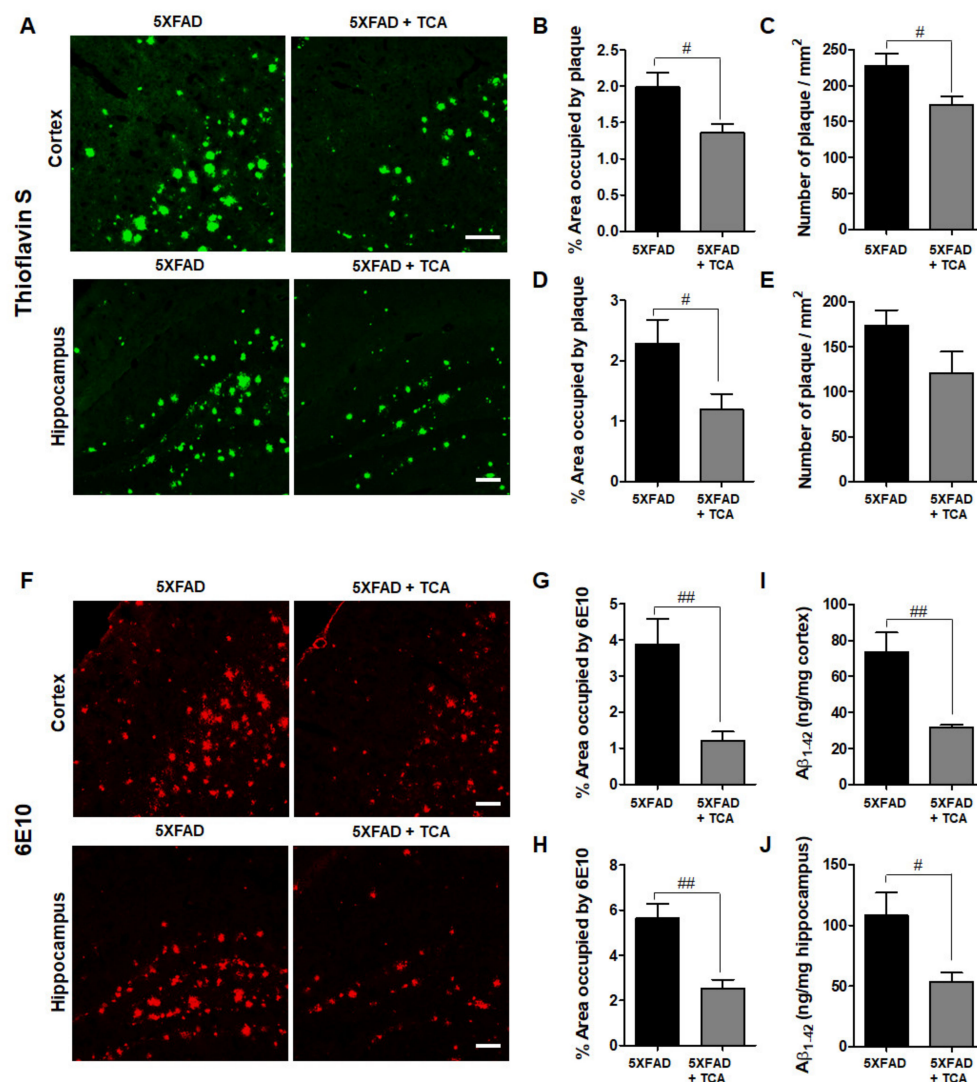 A
5XFAD
5XFAD + TCA
Thioflavin S
Cortex
5XFAD
5XFAD + TCA
Hippocampus
B
% Area occupied by plaque
2.5
2.0
1.5
1.0
0.5
0.0
#
5XFAD
5XFAD
+ TCA
C
Number of plaque / mm²
250
200
150
100
50
0
#
5XFAD
5XFAD
+ TCA
D
% Area occupied by plaque
3
2
1
0
#
5XFAD
5XFAD
+ TCA
E
Number of plaque / mm²
200
150
100
50
0
5XFAD
5XFAD
+ TCA
F
5XFAD
5XFAD + TCA
6E10
Cortex
5XFAD
5XFAD + TCA
Hippocampus
G
% Area occupied by 6E10
5
4
3
2
1
0
##
5XFAD
5XFAD
+ TCA
I
Aβ1-42 (ng/mg cortex)
100
80
60
40
20
0
##
5XFAD
5XFAD
+ TCA
H
% Area occupied by 6E10
8
6
4
2
0
##
5XFAD
5XFAD
+ TCA
J
Aβ1-42 (ng/mg hippocampus)
150
100
50
0
#
5XFAD
5XFAD
+ TCA